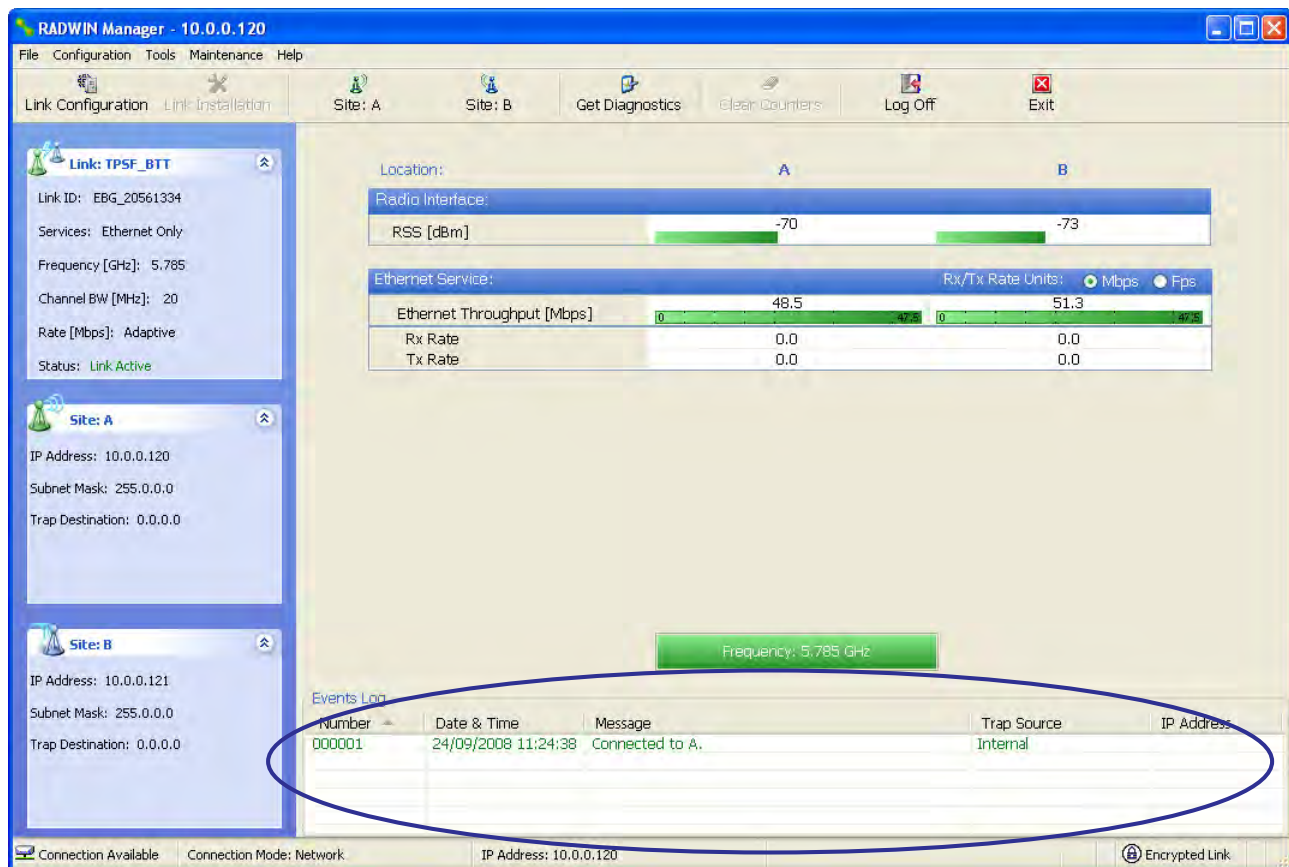 RADWIN Manager - 10.0.0.120
File Configuration Tools Maintenance Help
Link Configuration Link Installation Site: A Site: B Get Diagnostics Clear Counters Log Off Exit
Link: TPSF_BTT
Link ID: EBG_20561334
Services: Ethernet Only
Frequency [GHz]: 5.785
Channel BW [MHz]: 20
Rate [Mbps]: Adaptive
Status: Link Active
Site: A
IP Address: 10.0.0.120
Subnet Mask: 255.0.0.0
Trap Destination: 0.0.0.0
Site: B
IP Address: 10.0.0.121
Subnet Mask: 255.0.0.0
Trap Destination: 0.0.0.0
Location: A B
Radio Interface:
RSS [dBm] -70 -73
Ethernet Service: Rx/Tx Rate Units: Mbps Fps
Ethernet Throughput [Mbps] 48.5 51.3
0 47.5 0 47.5
Rx Rate 0.0 0.0
Tx Rate 0.0 0.0
Frequency: 5.785 GHz
Events Log
Number Date & Time Message Trap Source IP Address
000001 24/09/2008 11:24:38 Connected to A. Internal
Connection Available Connection Mode: Network IP Address: 10.0.0.120 Encrypted Link